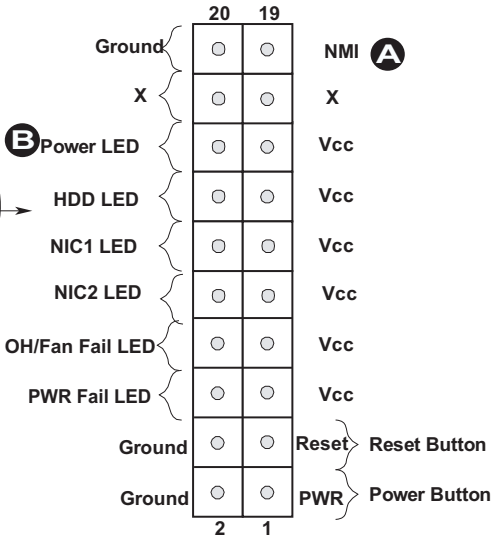 20 19
Ground NMI A
X X
B Power LED Vcc
HDD LED Vcc
NIC1 LED Vcc
NIC2 LED Vcc
OH/Fan Fail LED Vcc
PWR Fail LED Vcc
Ground Reset Reset Button
Ground PWR Power Button
2 1